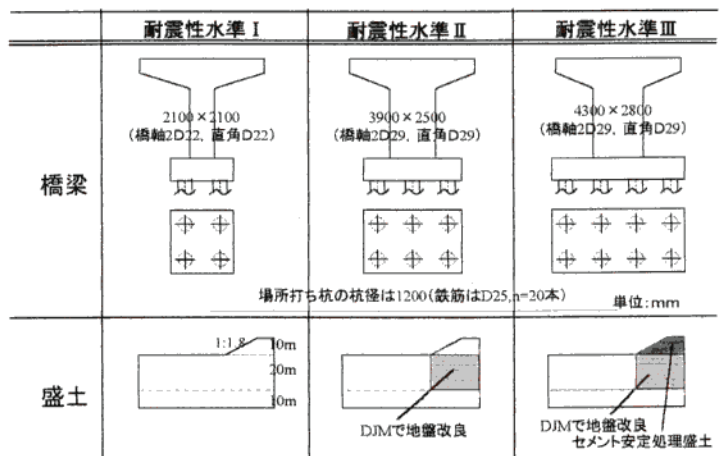 耐震性水準Ⅰ 耐震性水準Ⅱ 耐震性水準Ⅲ
橋梁
2100×2100
(橋軸2D22, 直角D22)
3900×2500
(橋軸2D29, 直角D29)
4300×2800
(橋軸2D29, 直角D29)
場所打ち杭の杭径は1200(鉄筋はD25,n=20本)
単位:mm
盛土
1:1.8
10m
20m
10m
DJMで地盤改良
DJMで地盤改良
セメント安定処理盛土